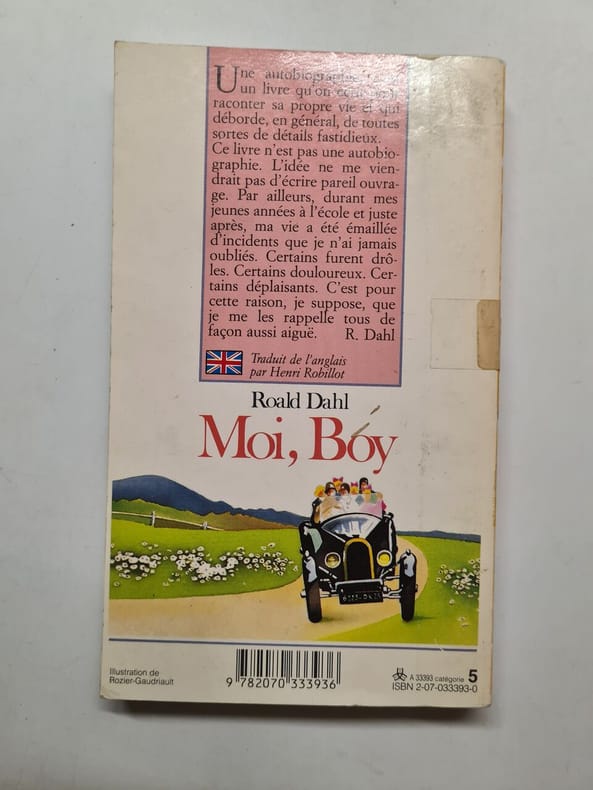 Une autobiographie
un livre qu'on
raconter sa propre vie et qui
déborde, en général, de toutes
sortes de détails fastidieux.
Ce livre n'est pas une autobio-
graphie. L'idée ne me vien-
drait pas d'écrire pareil ouvra-
ge. Par ailleurs, durant mes
jeunes années à l'école et juste
après, ma vie a été émaillée
d'incidents que je n'ai jamais
oubliés. Certains furent drô-
les. Certains douloureux. Cer-
tains déplaisants. C'est pour
cette raison, je suppose, que
je me les rappelle tous de
façon aussi aiguë. R. Dahl
Traduit de l'anglais
par Henri Robillot
Roald Dahl
Moi, Boy
Illustration de
Rozier-Gaudriault
9 782070 333936
A 33393 catégorie 5
ISBN 2-07-033393-0